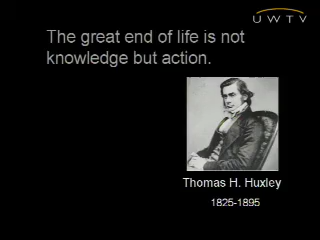 UWTV
The great end of life is not
knowledge but action.
Thomas H. Huxley
1825-1895